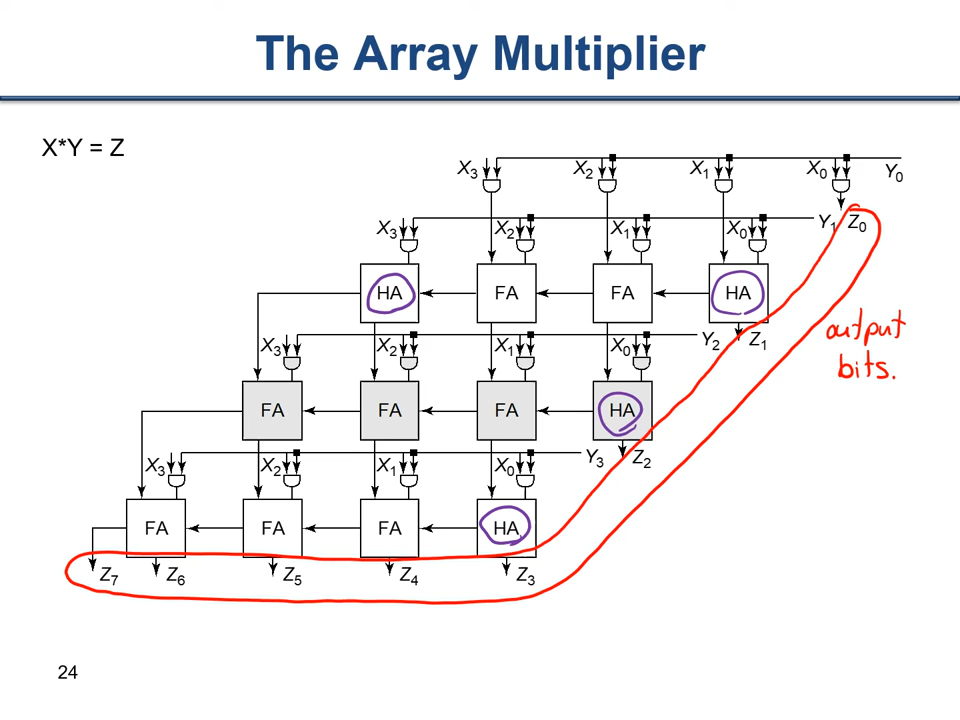 The Array Multiplier
X*Y = Z
X3 X2 X1 X0 Y0
X3 X2 X1 X0 Y1 Z0
HA FA FA HA
output
bits.
X3 X2 X1 X0 Y2 Z1
FA FA FA HA
X3 X2 X1 X0 Y3 Z2
FA FA FA HA
Z7 Z6 Z5 Z4 Z3
24